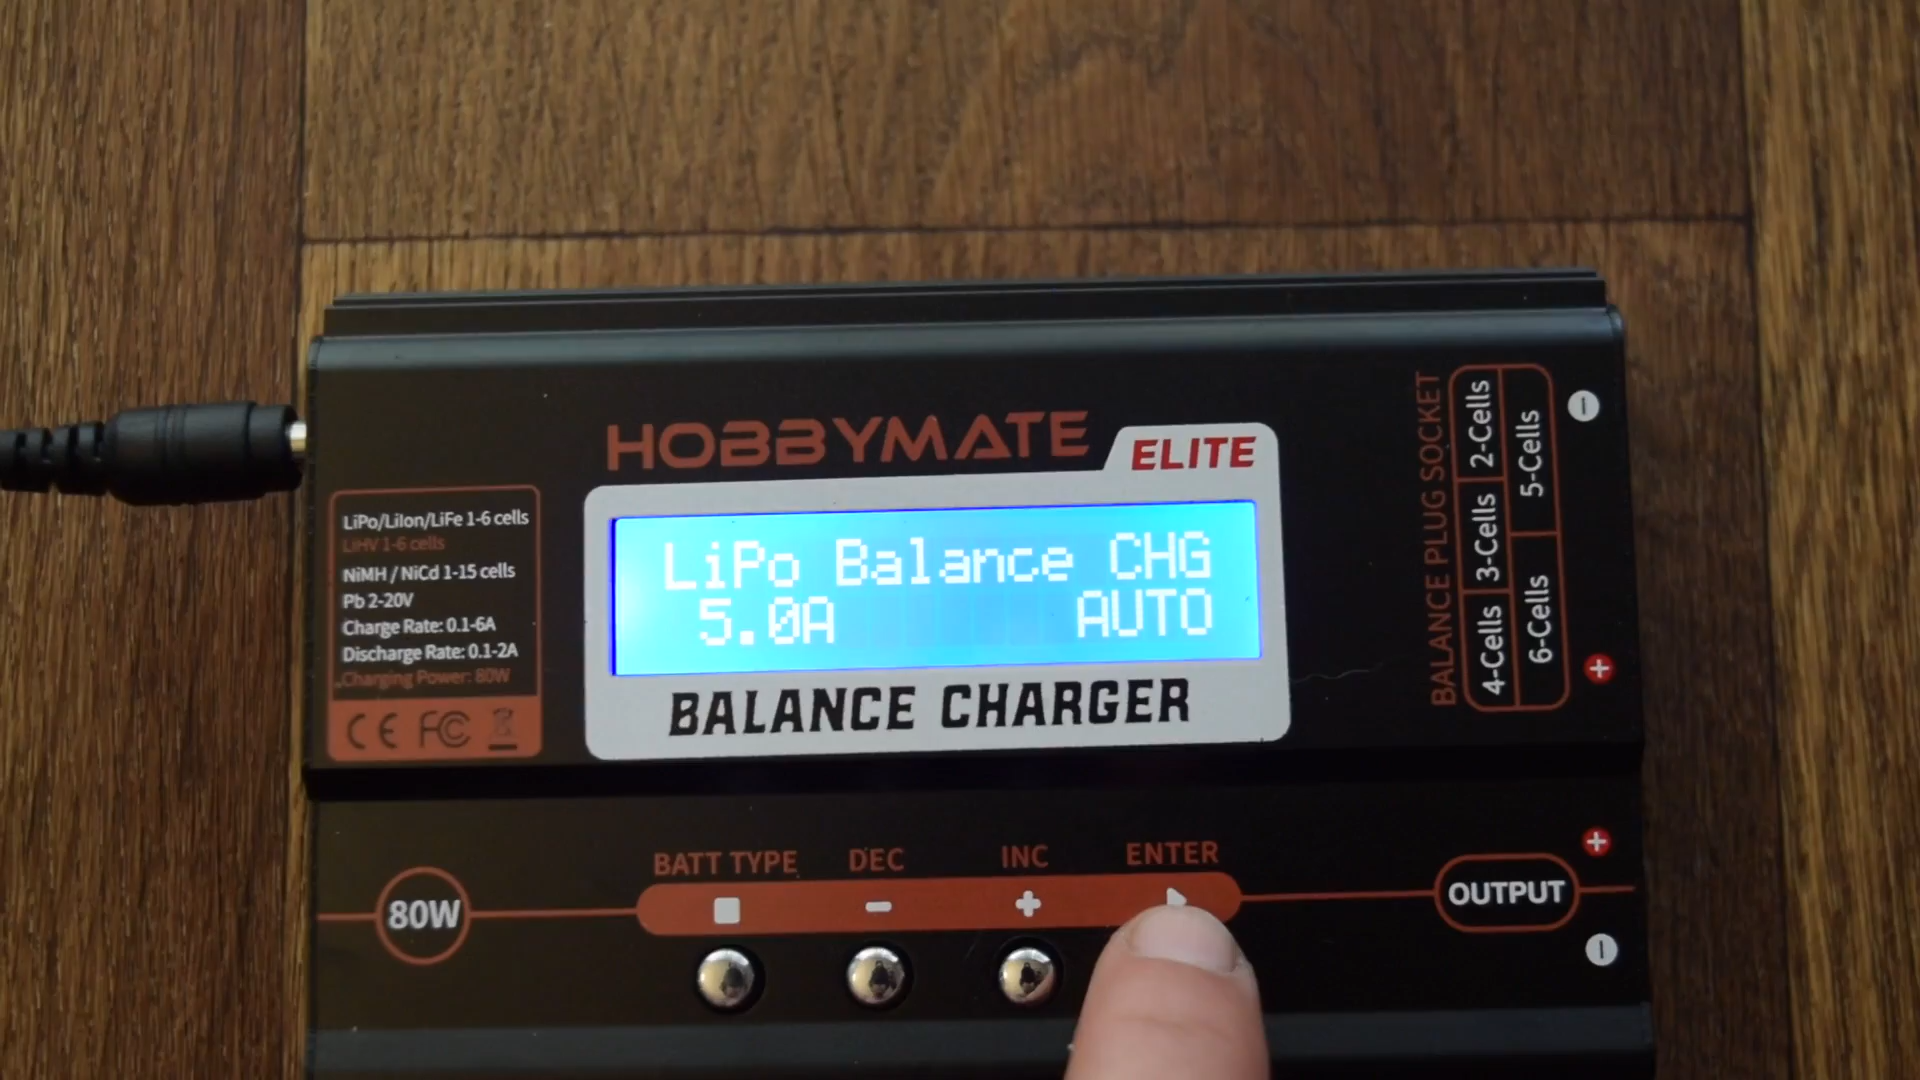 HOBBYMATE ELITE
LiPo/LiIon/LiFe 1-6 cells
LiHV 1-6 cells
NiMH / NiCd 1-15 cells
Pb 2-20V
Charge Rate: 0.1-6A
Discharge Rate: 0.1-2A
Charging Power: 80W
CE FC
LiPo Balance CHG
5.0A AUTO
BALANCE CHARGER
BALANCE PLUG SOCKET
2-Cells
3-Cells
4-Cells
5-Cells
6-Cells
80W
BATT TYPE
DEC
INC
ENTER
OUTPUT